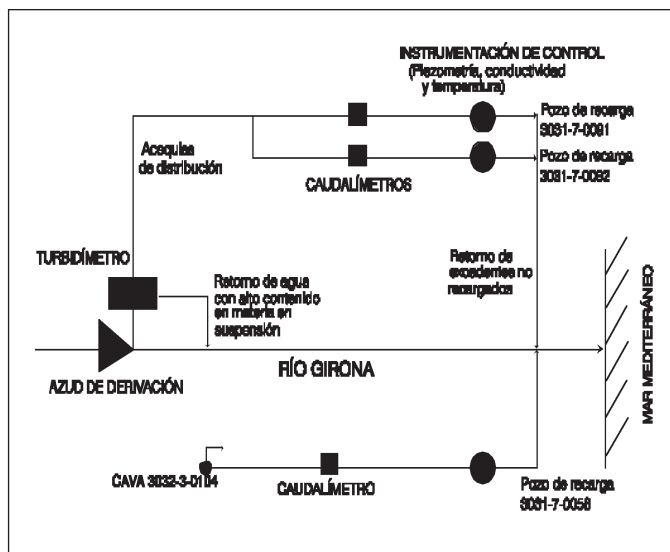 INSTRUMENTACIÓN DE CONTROL
(Piezometría, conductividad
y temperatura)
Pozo de recarga
3031-7-0091
Acequias
de distribución
CAUDALÍMETROS
Pozo de recarga
3031-7-0082
TURBIDÍMETRO
Retorno de agua
con alto contenido
en materia en
suspensión
Retorno de
excedentes no
recargados
MAR MEDITERRÁNEO
RÍO GIRONA
AZUD DE DERIVACIÓN
CAVA 3032-3-0104
CAUDALÍMETRO
Pozo de recarga
3031-7-0056